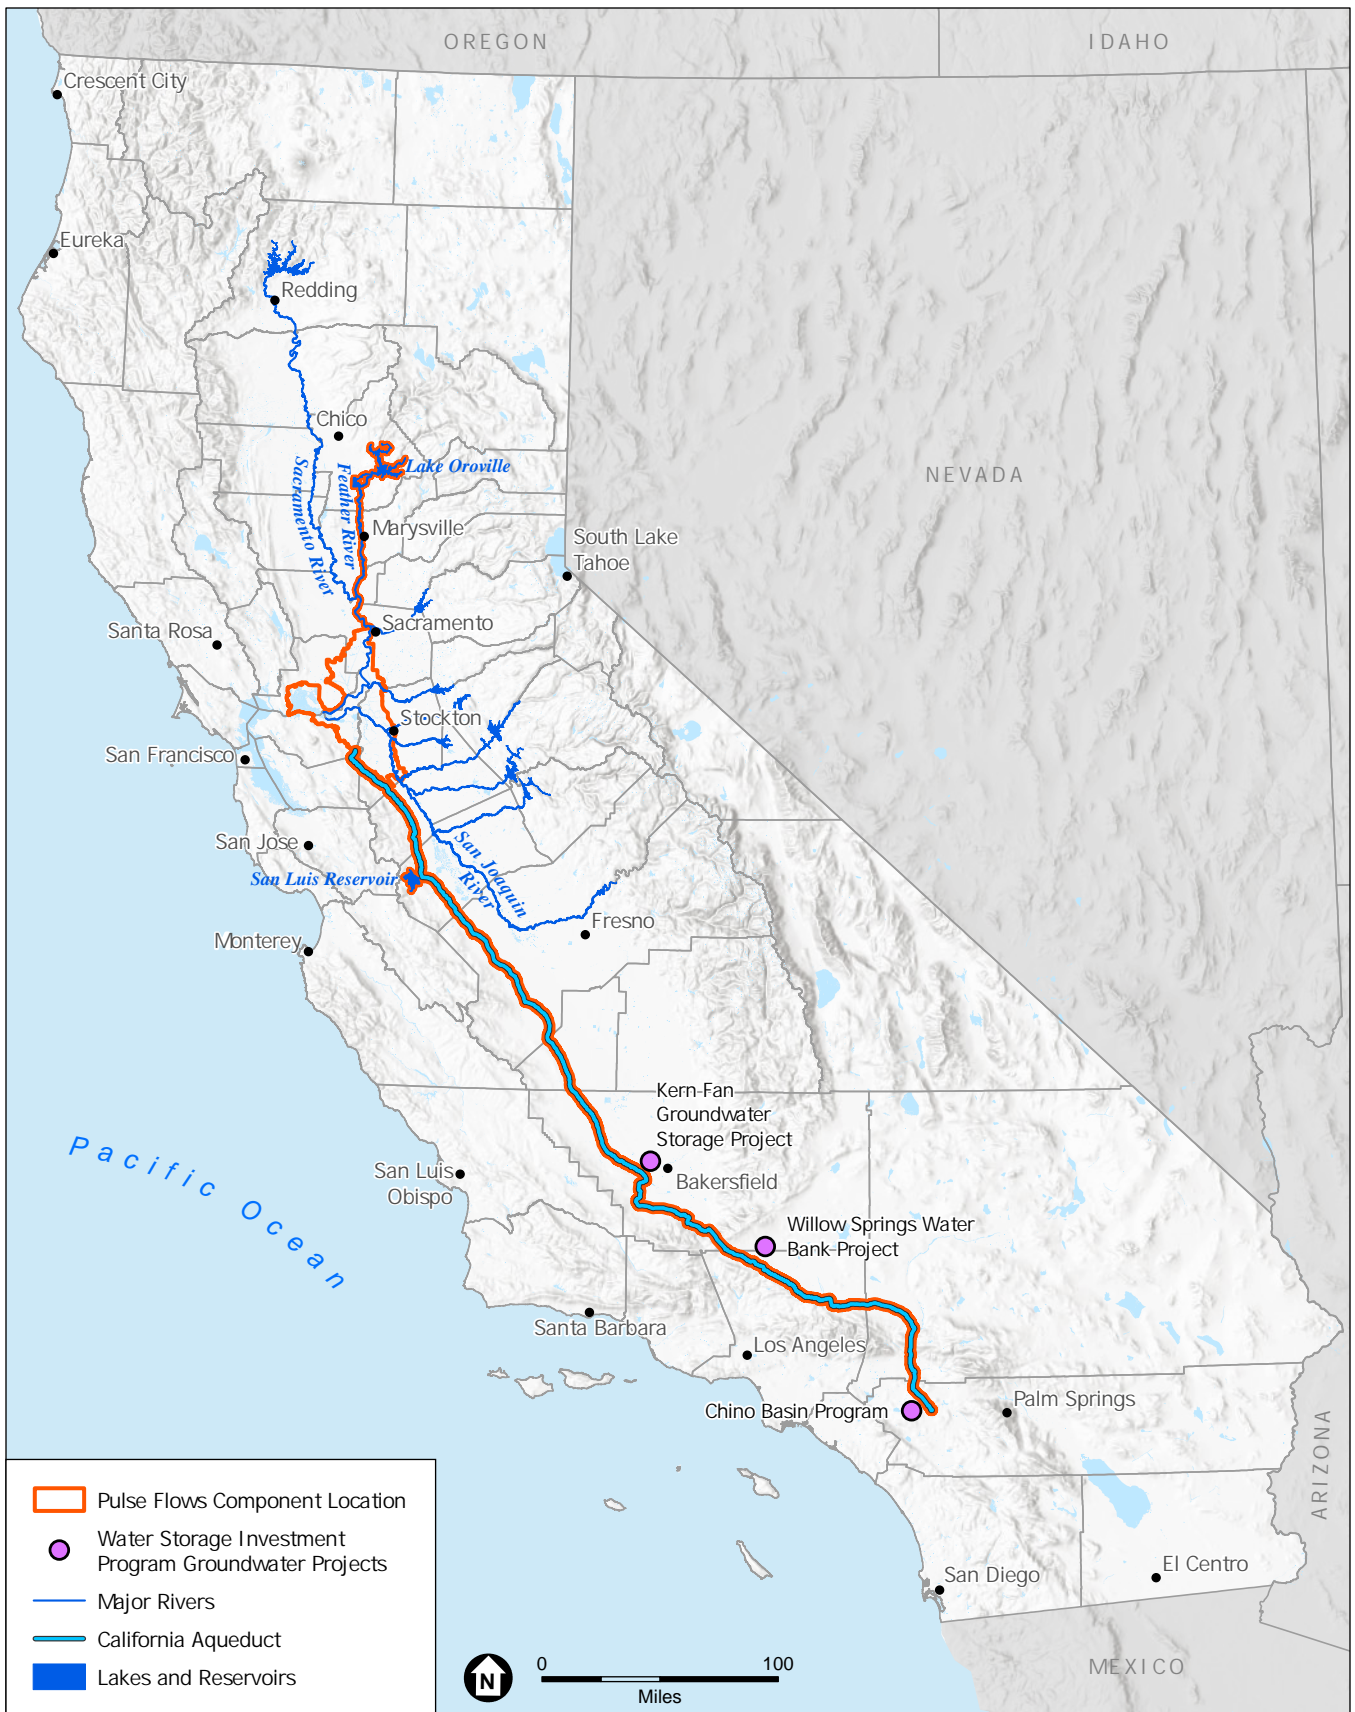 OREGON
IDAHO
Crescent City
Eureka
Redding
Chico
Lake Oroville
Sacramento River
Feather River
NEVADA
Marysville
South Lake
Tahoe
Santa Rosa
Sacramento
Stockton
San Francisco
San Jose
San Joaquin
River
San Luis Reservoir
Fresno
Monterey
Kern Fan
Groundwater
Storage Project
Pacific Ocean
San Luis
Obispo
Bakersfield
Willow Springs Water
Bank Project
Santa Barbara
Los Angeles
Chino Basin Program
Palm Springs
ARIZONA
Pulse Flows Component Location
Water Storage Investment
Program Groundwater Projects
Major Rivers
California Aqueduct
Lakes and Reservoirs
San Diego
El Centro
N
0 100
Miles
MEXICO